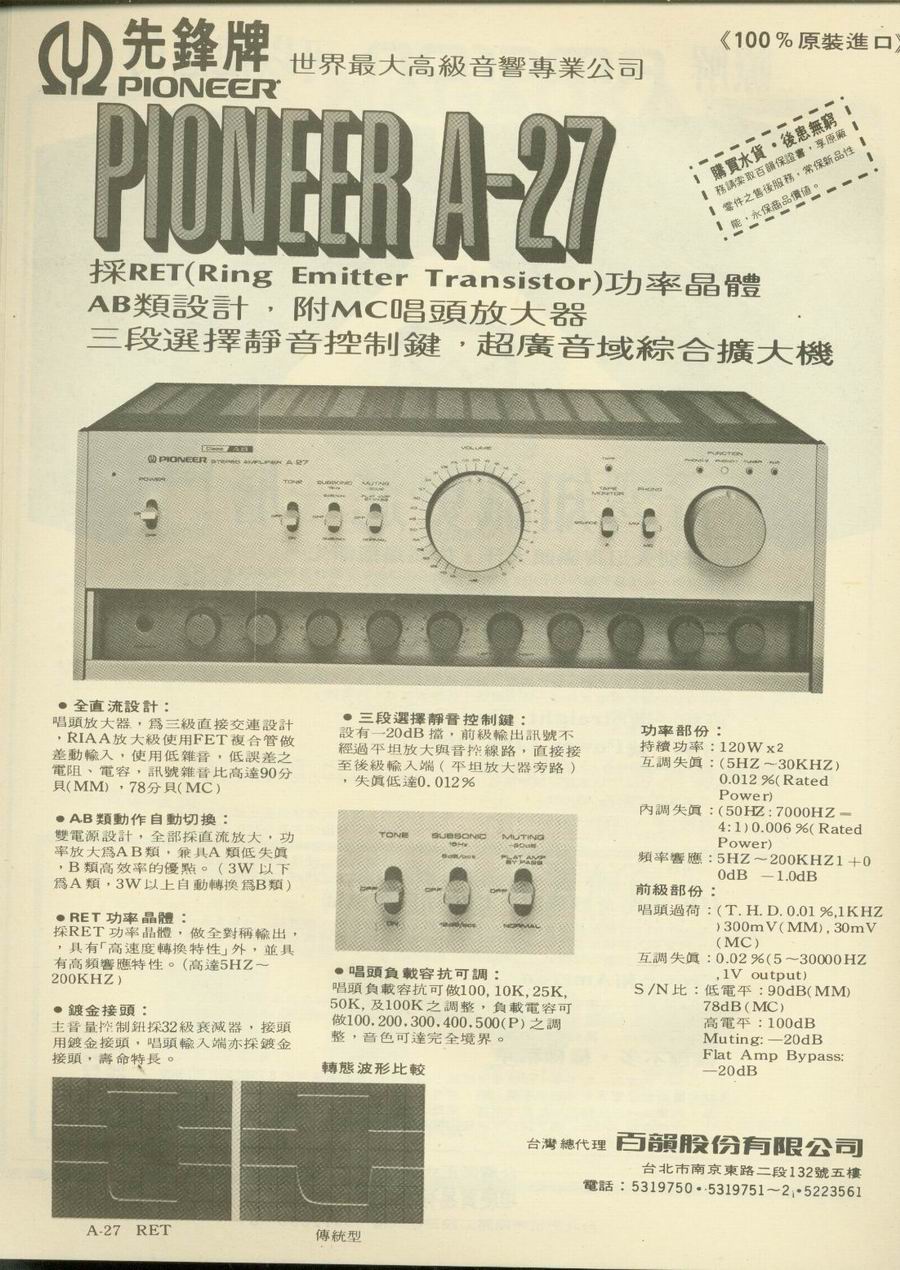 先鋒牌
PIONEER
世界最大高級音響專業公司
《100%原裝進口》
PIONEER A-27
購買水貨・後患無窮
務請索取百韻保證書，享原廠
零件之售後服務，常保新品性
能，永保商品價值。
採RET(Ring Emitter Transistor)功率晶體
AB類設計，附MC唱頭放大器
三段選擇靜音控制鍵，超廣音域綜合擴大機
PIONEER STEREO AMPLIFIER A-27
POWER
OFF
TONE
SUBSONIC
MUTING
VOLUME
TAPE MONITOR
PHONO
FUNCTION
●全直流設計：
唱頭放大器，爲三級直接交連設計
，RIAA放大級使用FET複合管做
差動輸入，使用低雜音，低誤差之
電阻、電容，訊號雜音比高達90分
貝(MM)，78分貝(MC)
●AB類動作自動切換：
雙電源設計，全部採直流放大，功
率放大爲AB類，兼具A類低失眞
，B類高效率的優點。（3W以下
爲A類，3W以上自動轉換爲B類）
●RET功率晶體：
採RET功率晶體，做全對稱輸出，
，具有「高速度轉換特性」外，並具
有高頻響應特性。(高達5HZ～
200KHZ)
●鍍金接頭：
主音量控制鈕採32級衰減器，接頭
用鍍金接頭，唱頭輸入端亦採鍍金
接頭，壽命特長。
●三段選擇靜音控制鍵：
設有一20dB擋，前級輸出訊號不
經過平坦放大與音控線路，直接接
至後級輸入端（平坦放大器旁路）
，失眞低達0.012%
TONE SUBSONIC MUTING
15Hz −20dB
6dB/oct FLAT AMP
BY PASS
OFF OFF OFF
ON 12dB/oct NORMAL
●唱頭負載容抗可調：
唱頭負載容抗可做100, 10K, 25K,
50K, 及100K之調整，負載電容可
做100.200.300.400.500(P)之調
整，音色可達完全境界。
轉態波形比較
A-27 RET
傳統型
功率部份：
持續功率：120Wx2
互調失眞：(5HZ～30KHZ)
0.012%(Rated
Power)
內調失眞：(50HZ:7000HZ=
4:1)0.006%(Rated
Power)
頻率響應：5HZ～200KHZ1+0
0dB −1.0dB
前級部份：
唱頭過荷：(T.H.D.0.01%,1KHZ
)300mV(MM),30mV
(MC)
互調失眞：0.02%(5～30000HZ
,1V output)
S/N比：低電平：90dB(MM)
78dB(MC)
高電平：100dB
Muting:—20dB
Flat Amp Bypass:
—20dB
台灣總代理 百韻股份有限公司
台北市南京東路二段132號五樓
電話：5319750・5319751～2・5223561